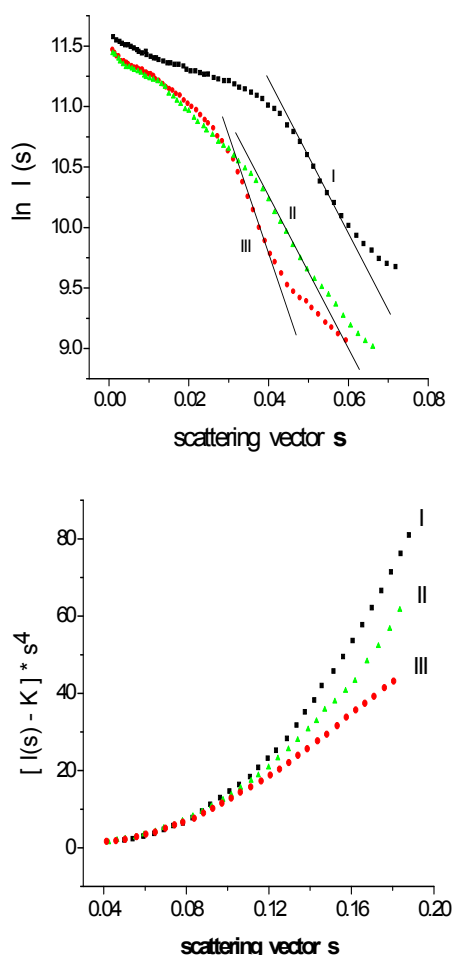 11.5
11.0
10.5
10.0
9.5
9.0
ln I (s)
I
II
III
0.00 0.02 0.04 0.06 0.08
scattering vector s
80
60
40
20
0
[ I(s) - K ] * s⁴
I
II
III
0.04 0.08 0.12 0.16 0.20
scattering vector s